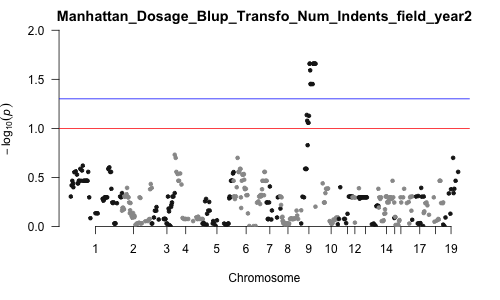 Manhattan_Dosage_Blup_Transfo_Num_Indents_field_year2
2.0
1.5
1.0
0.5
0.0
− log₁₀(p)
1 2 3 4 5 6 7 8 9 10 12 13 14 17 19
Chromosome